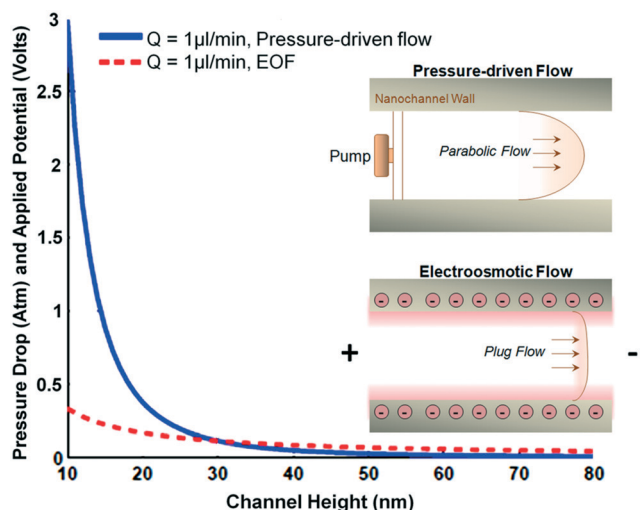 Pressure Drop (Atm) and Applied Potential (Volts)
3
2.5
2
1.5
1
0.5
0
Q = 1µl/min, Pressure-driven flow
Q = 1µl/min, EOF
Pressure-driven Flow
Nanochannel Wall
Pump
Parabolic Flow
Electroosmotic Flow
- - - - - - - - -
+
Plug Flow
-
- - - - - - - - -
10 20 30 40 50 60 70 80
Channel Height (nm)